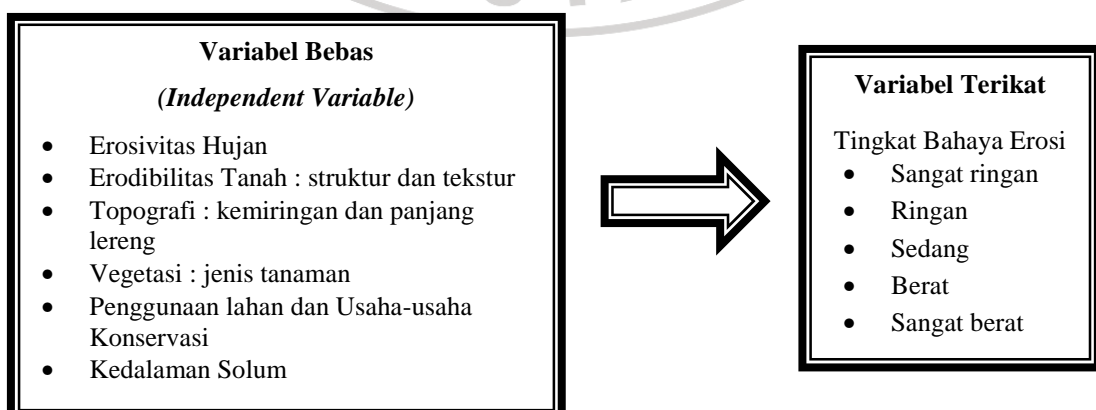 Variabel Bebas
(Independent Variable)
• Erosivitas Hujan
• Erodibilitas Tanah : struktur dan tekstur
• Topografi : kemiringan dan panjang
lereng
• Vegetasi : jenis tanaman
• Penggunaan lahan dan Usaha-usaha
Konservasi
• Kedalaman Solum
Variabel Terikat
Tingkat Bahaya Erosi
• Sangat ringan
• Ringan
• Sedang
• Berat
• Sangat berat